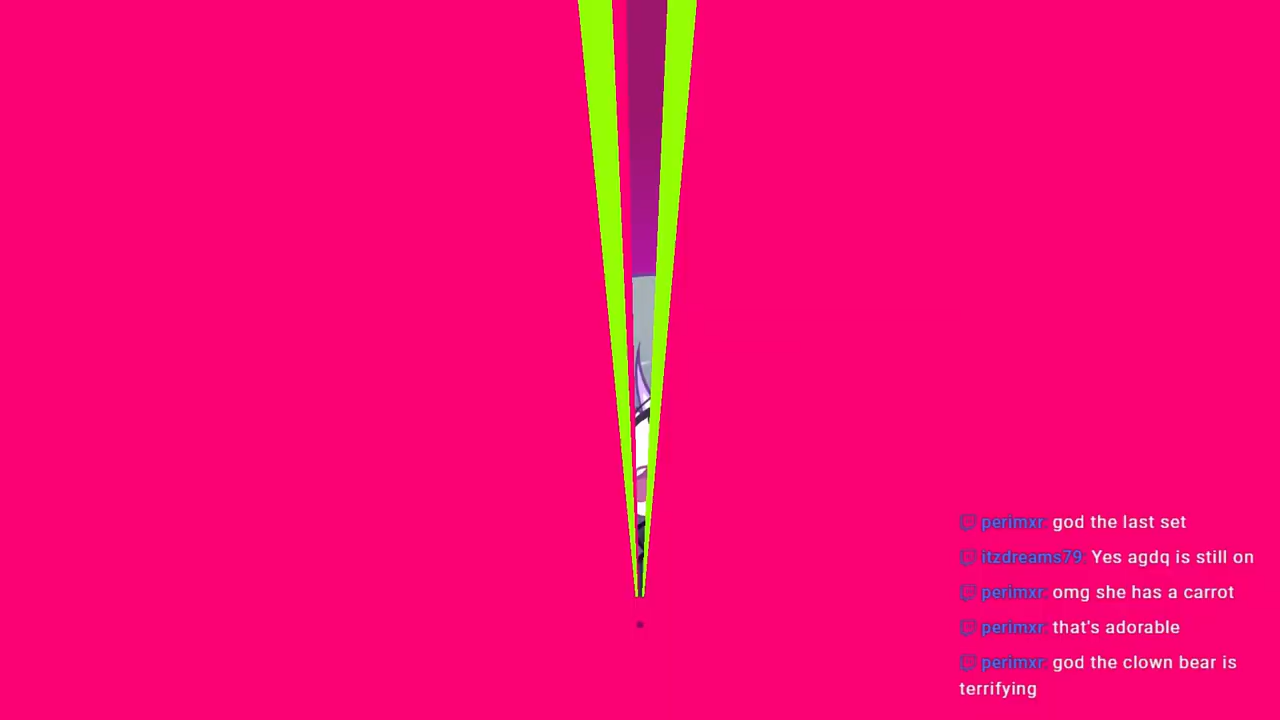 perimxr: god the last set
itzdreams79: Yes agdq is still on
perimxr: omg she has a carrot
perimxr: that's adorable
perimxr: god the clown bear is
terrifying